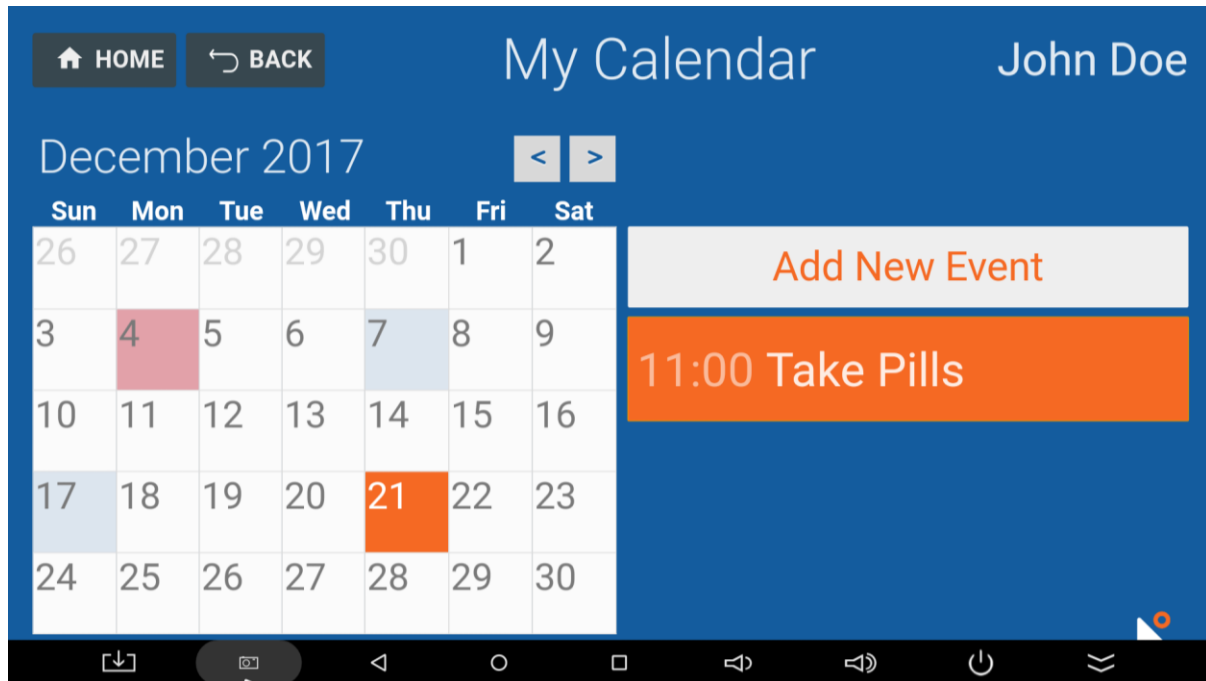 HOME BACK My Calendar John Doe
December 2017 < >
Sun Mon Tue Wed Thu Fri Sat
26 27 28 29 30 1 2
Add New Event
3 4 5 6 7 8 9
11:00 Take Pills
10 11 12 13 14 15 16
17 18 19 20 21 22 23
24 25 26 27 28 29 30